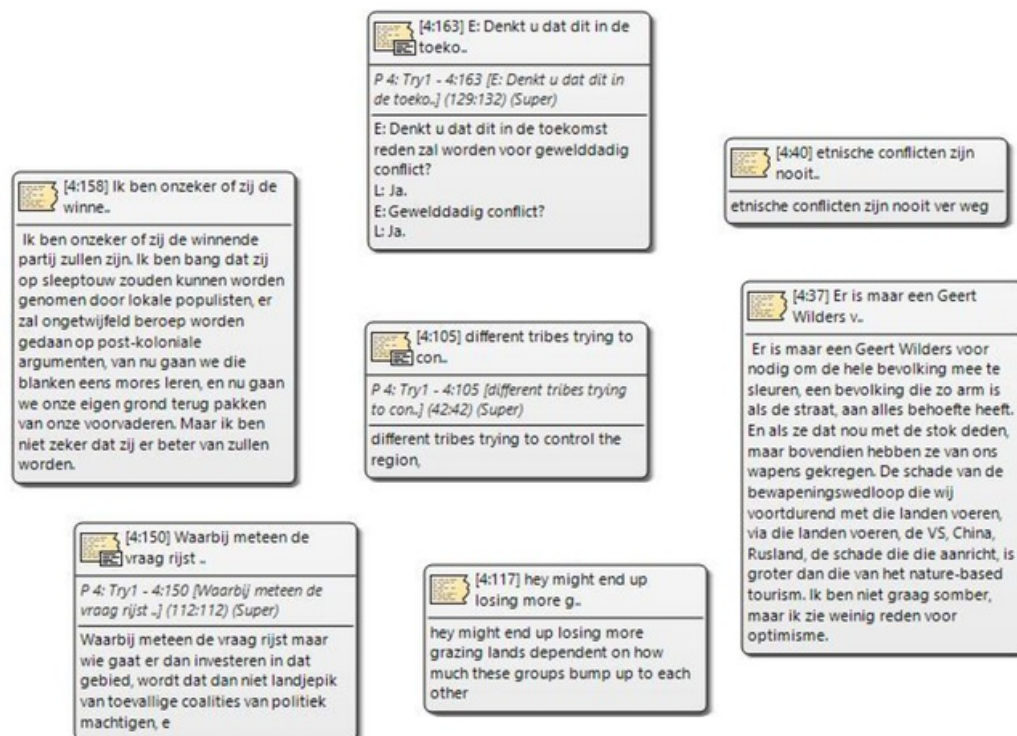 [4:163] E: Denkt u dat dit in de
toeko..
P 4: Try1 - 4:163 [E: Denkt u dat dit in
de toeko..] (129:132) (Super)
E: Denkt u dat dit in de toekomst
reden zal worden voor gewelddadig
conflict?
L: Ja.
E: Gewelddadig conflict?
L: Ja.
[4:40] etnische conflicten zijn
nooit..
etnische conflicten zijn nooit ver weg
[4:158] Ik ben onzeker of zij de
winne..
Ik ben onzeker of zij de winnende
partij zullen zijn. Ik ben bang dat zij
op sleeptouw zouden kunnen worden
genomen door lokale populisten, er
zal ongetwijfeld beroep worden
gedaan op post-koloniale
argumenten, van nu gaan we die
blanken eens mores leren, en nu gaan
we onze eigen grond terug pakken
van onze voorvaderen. Maar ik ben
niet zeker dat zij er beter van zullen
worden.
[4:105] different tribes trying to
con..
P 4: Try1 - 4:105 [different tribes trying
to con..] (42:42) (Super)
different tribes trying to control the
region,
[4:37] Er is maar een Geert
Wilders v..
Er is maar een Geert Wilders voor
nodig om de hele bevolking mee te
sleuren, een bevolking die zo arm is
als de straat, aan alles behoefte heeft.
En als ze dat nou met de stok deden,
maar bovendien hebben ze van ons
wapens gekregen. De schade van de
bewapeningswedloop die wij
voortdurend met die landen voeren,
via die landen voeren, de VS, China,
Rusland, de schade die die aanricht, is
groter dan die van het nature-based
tourism. Ik ben niet graag somber,
maar ik zie weinig reden voor
optimisme.
[4:150] Waarbij meteen de
vraag rijst ..
P 4: Try1 - 4:150 [Waarbij meteen de
vraag rijst ..] (112:112) (Super)
Waarbij meteen de vraag rijst maar
wie gaat er dan investeren in dat
gebied, wordt dat dan niet landjepik
van toevallige coalities van politiek
machtigen, e
[4:117] hey might end up
losing more g..
hey might end up losing more
grazing lands dependent on how
much these groups bump up to each
other